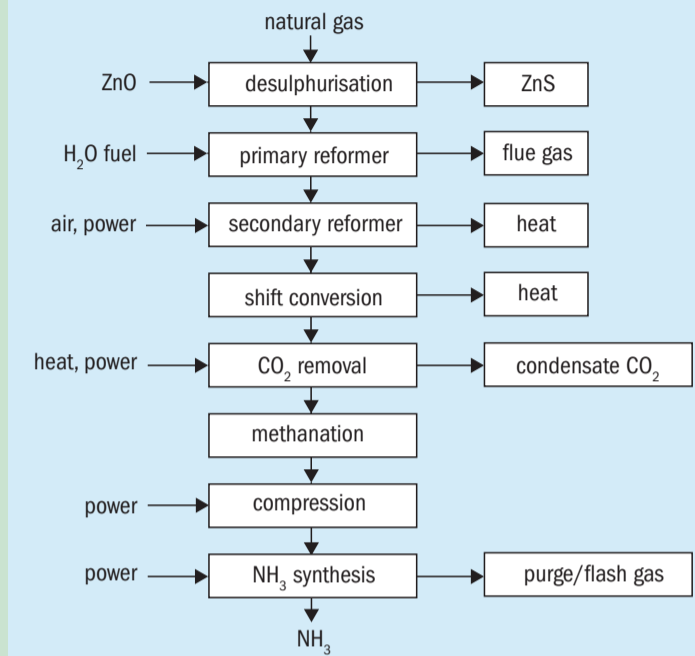 natural gas
ZnO
desulphurisation
ZnS
H₂O fuel
primary reformer
flue gas
air, power
secondary reformer
heat
shift conversion
heat
heat, power
CO₂ removal
condensate CO₂
methanation
power
compression
power
NH₃ synthesis
purge/flash gas
NH₃